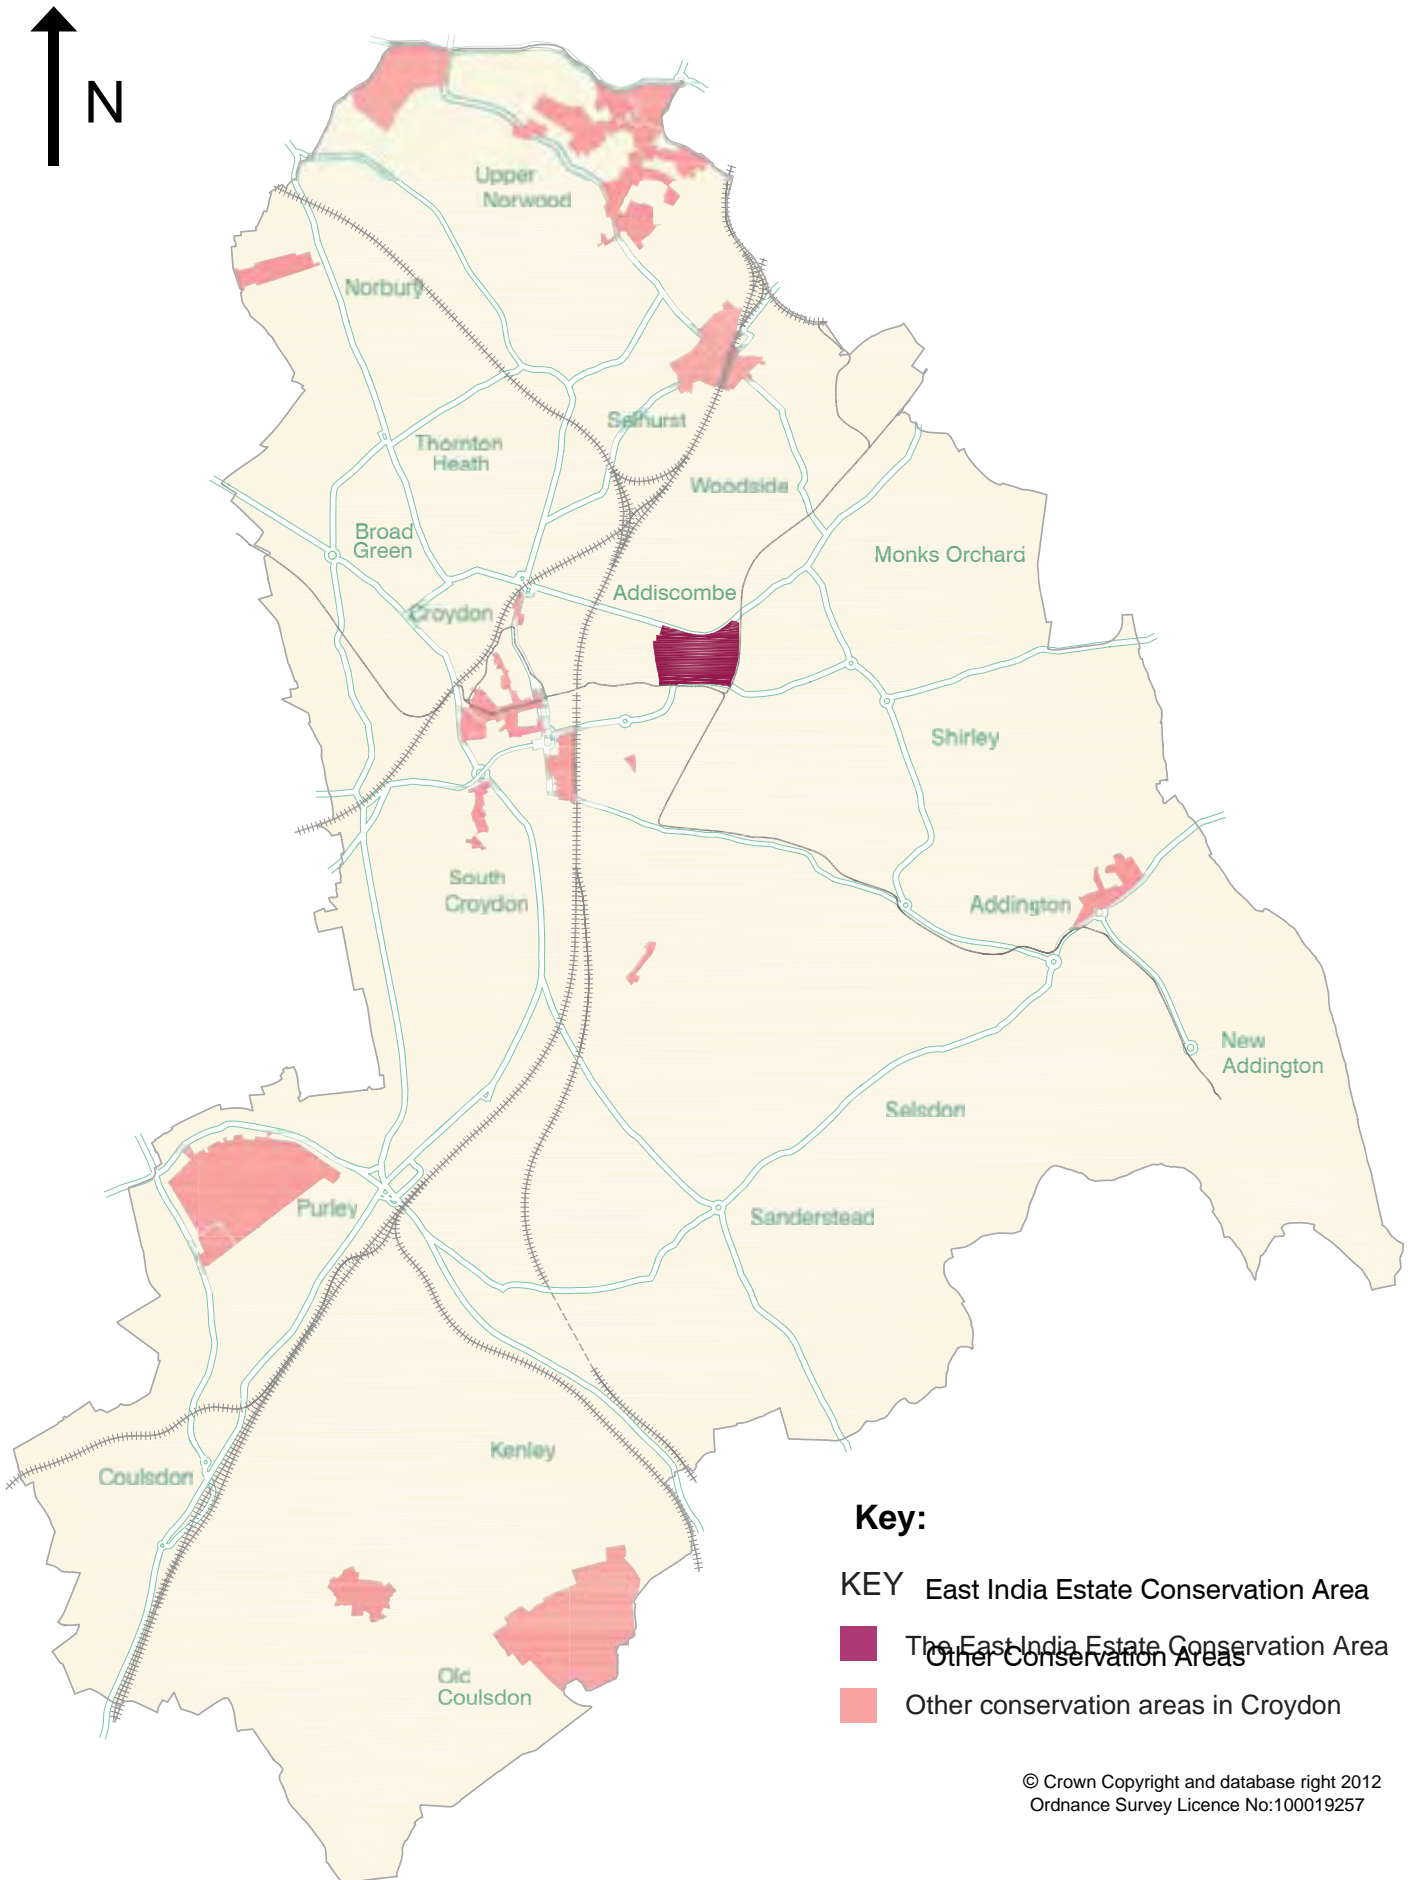 N
Upper
Norwood
Norbury
Selhurst
Thornton
Heath
Woodside
Broad
Green
Monks Orchard
Addiscombe
Croydon
Shirley
South
Croydon
Addington
New
Addington
Selsdon
Purley
Sanderstead
Kenley
Coulsdon
Old
Coulsdon
Key:
KEY
East India Estate Conservation Area
The East India Estate Conservation Area
Other Conservation Areas
Other conservation areas in Croydon
© Crown Copyright and database right 2012
Ordnance Survey Licence No:100019257